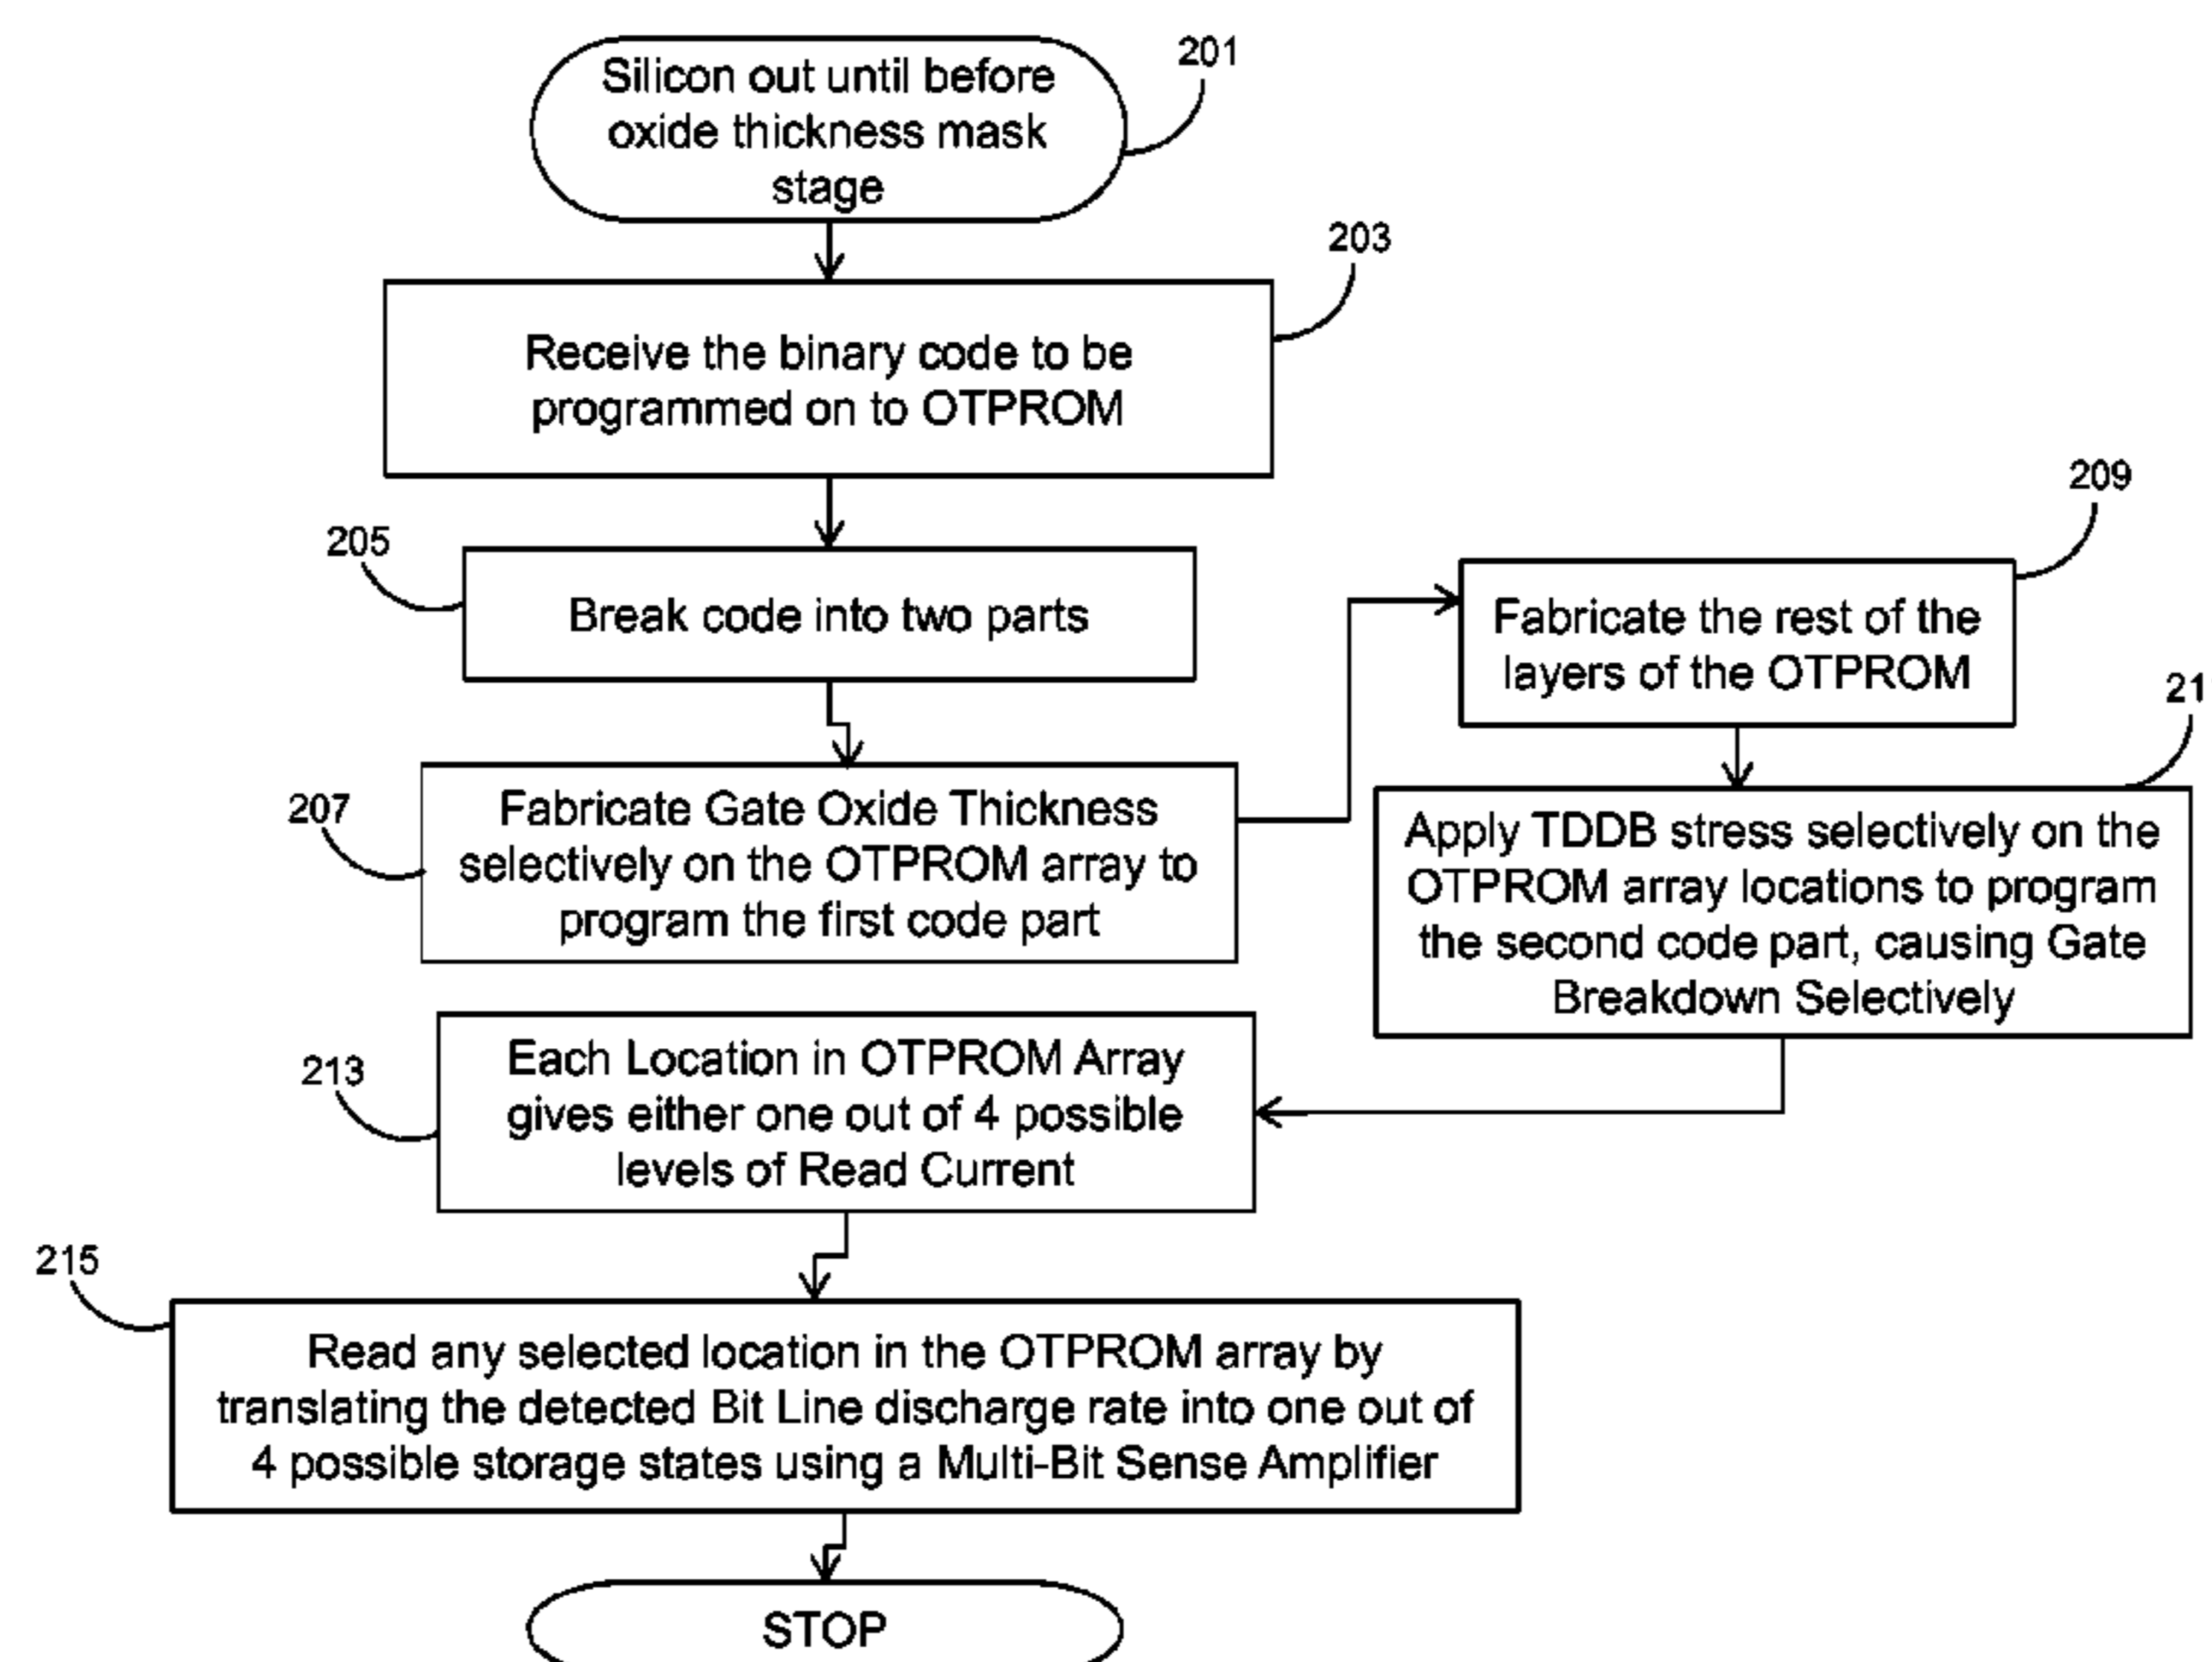 Silicon out until before
oxide thickness mask
stage
201
Receive the binary code to be
programmed on to OTPROM
203
205
Break code into two parts
207
Fabricate Gate Oxide Thickness
selectively on the OTPROM array to
program the first code part
209
Fabricate the rest of the
layers of the OTPROM
21
Apply TDDB stress selectively on the
OTPROM array locations to program
the second code part, causing Gate
Breakdown Selectively
213
Each Location in OTPROM Array
gives either one out of 4 possible
levels of Read Current
215
Read any selected location in the OTPROM array by
translating the detected Bit Line discharge rate into one out of
4 possible storage states using a Multi-Bit Sense Amplifier
STOP